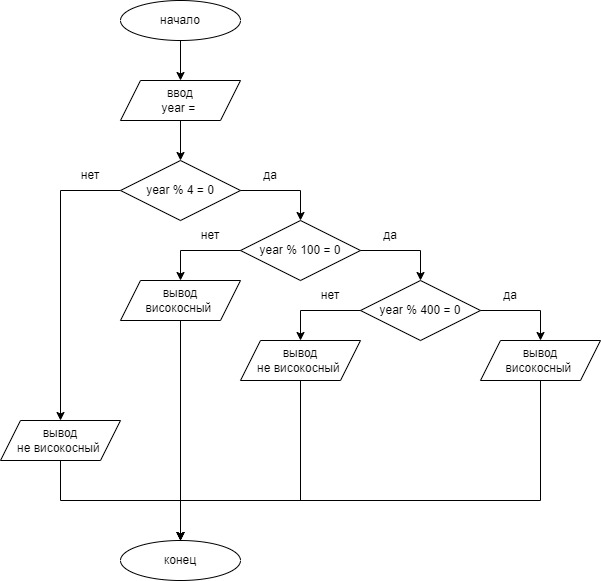 начало
ввод
year =
нет
да
year % 4 = 0
нет
да
year % 100 = 0
вывод
високосный
нет
да
year % 400 = 0
вывод
не високосный
вывод
високосный
вывод
не високосный
конец